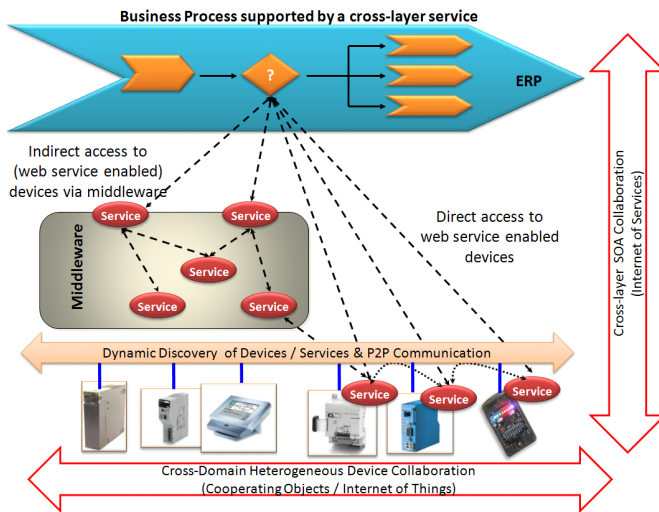 Business Process supported by a cross-layer service
?
ERP
Indirect access to
(web service enabled)
devices via middleware
Direct access to
web service enabled
devices
Service
Service
Service
Service
Service
Middleware
Dynamic Discovery of Devices / Services & P2P Communication
Service
Service
Service
Cross-Domain Heterogeneous Device Collaboration
(Cooperating Objects / Internet of Things)
Cross-layer SOA Collaboration
(Internet of Services)